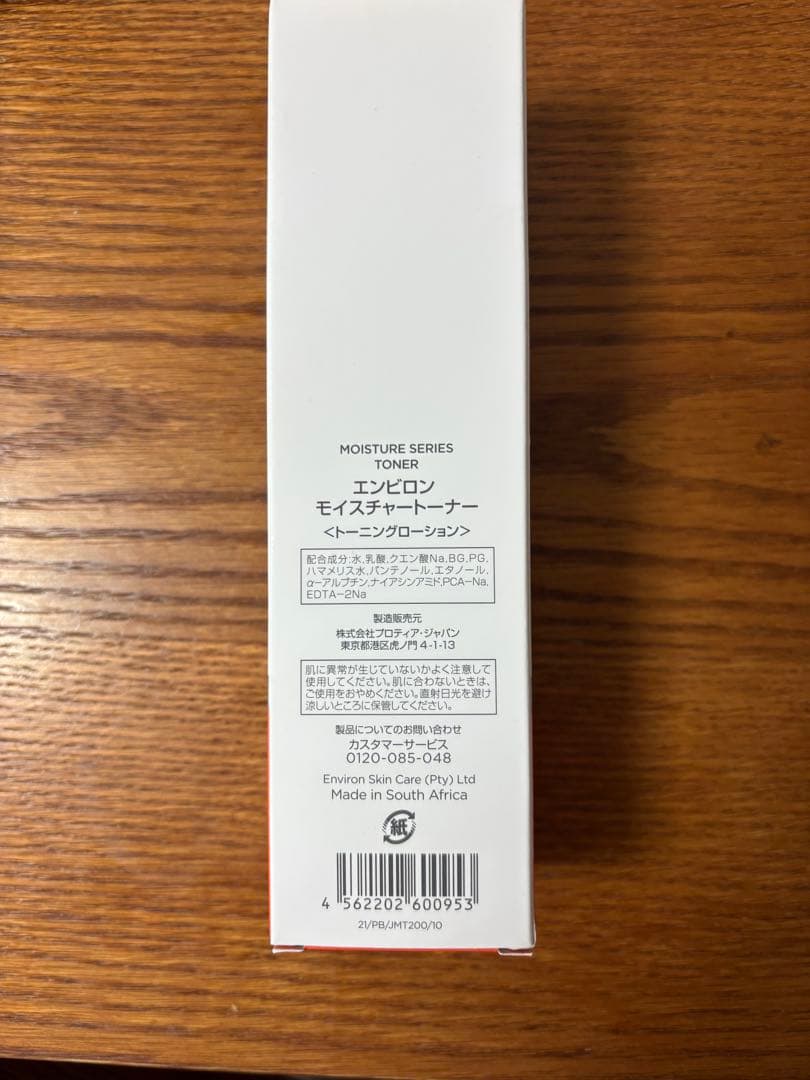 MOISTURE SERIES
TONER
エンビロン
モイスチャートーナー
<トーニングローション>
配合成分:水,乳酸,クエン酸Na,BG,PG,
ハマメリス水,パンテノール,エタノール,
α-アルブチン,ナイアシンアミド,PCA-Na,
EDTA-2Na
製造販売元
株式会社プロティア・ジャパン
東京都港区虎ノ門 4-1-13
肌に異常が生じていないかよく注意して
使用してください。肌に合わないときは、
ご使用をおやめください。直射日光を避け
涼しいところに保管してください。
製品についてのお問い合わせ
カスタマーサービス
0120-085-048
Environ Skin Care (Pty) Ltd
Made in South Africa
紙
4 562202 600953
21/PB/JMT200/10